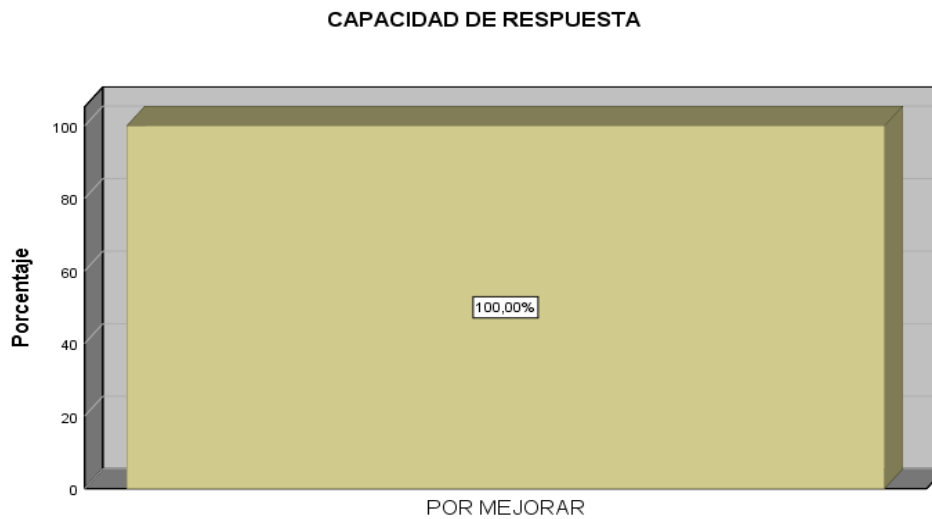 CAPACIDAD DE RESPUESTA
Porcentaje
100
80
60
40
20
0
100,00%
POR MEJORAR